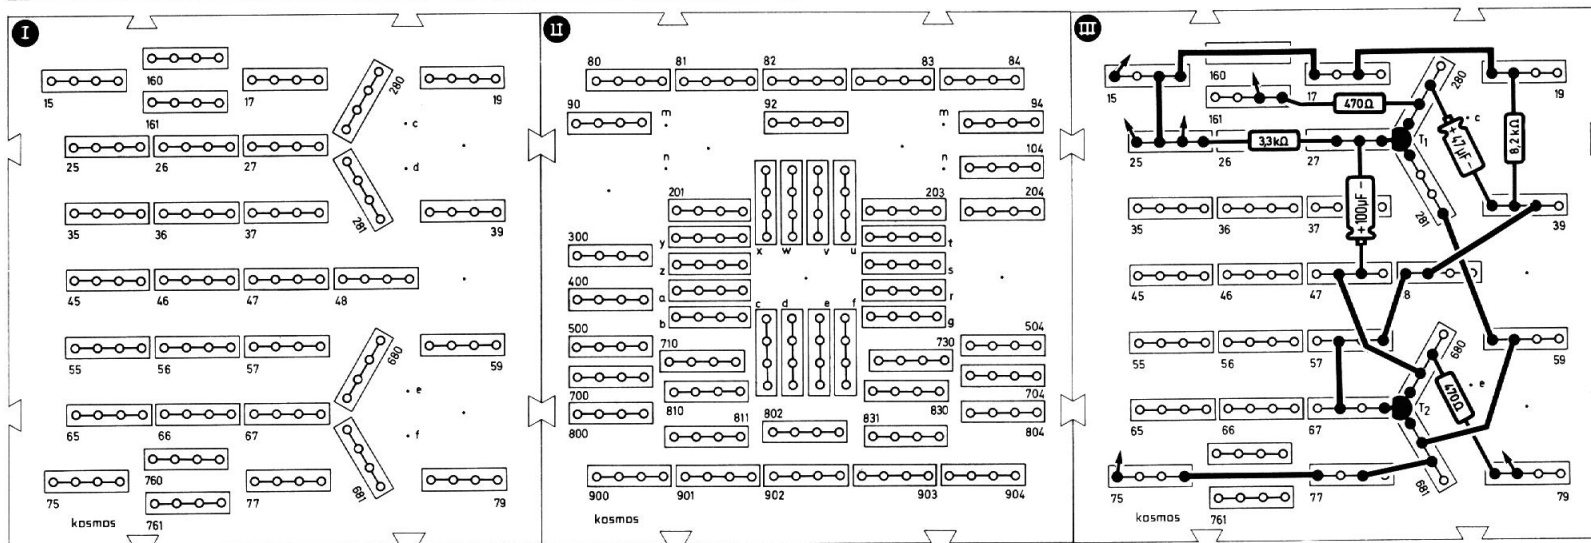 I
160
15
161
17
280
19
c
25
26
27
d
35
36
37
281
39
45
46
47
48
55
56
57
680
59
e
65
66
67
f
75
760
761
77
681
79
kosmos
II
80
81
82
83
84
90
m
92
m
94
n
n
104
201
203
204
300
y
x
w
v
u
t
z
s
400
a
c
d
e
f
r
b
g
500
504
710
730
700
704
810
811
802
831
830
800
804
900
901
902
903
904
kosmos
III
15
160
161
17
470Ω
280
19
c
25
26
3,3kΩ
27
T1
+ 47µF -
8,2 kΩ
35
36
37
+100µF -
281
39
45
46
47
8
55
56
57
680
59
470Ω
e
65
66
67
T2
75
761
77
681
79
kosmos